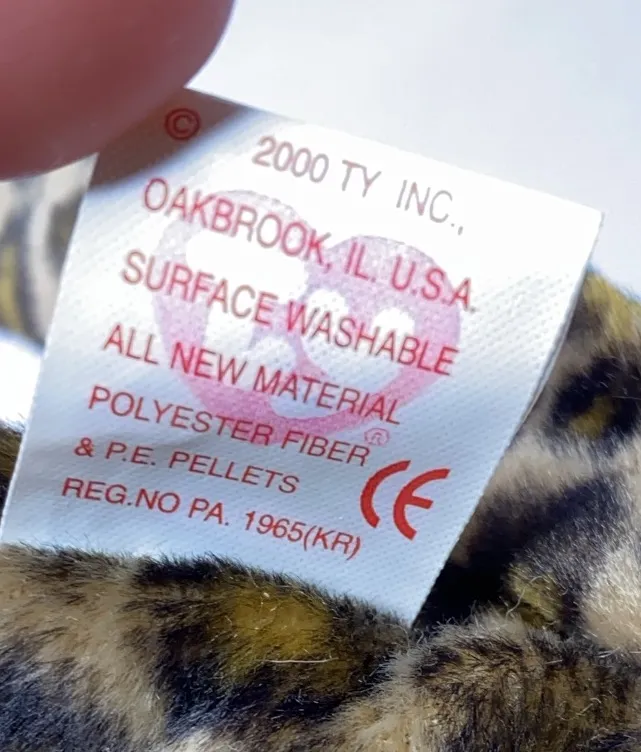 © 2000 TY INC.,
OAKBROOK, IL. U.S.A.
SURFACE WASHABLE
ALL NEW MATERIAL
POLYESTER FIBER ®
& P.E. PELLETS CE
REG.NO PA. 1965(KR)